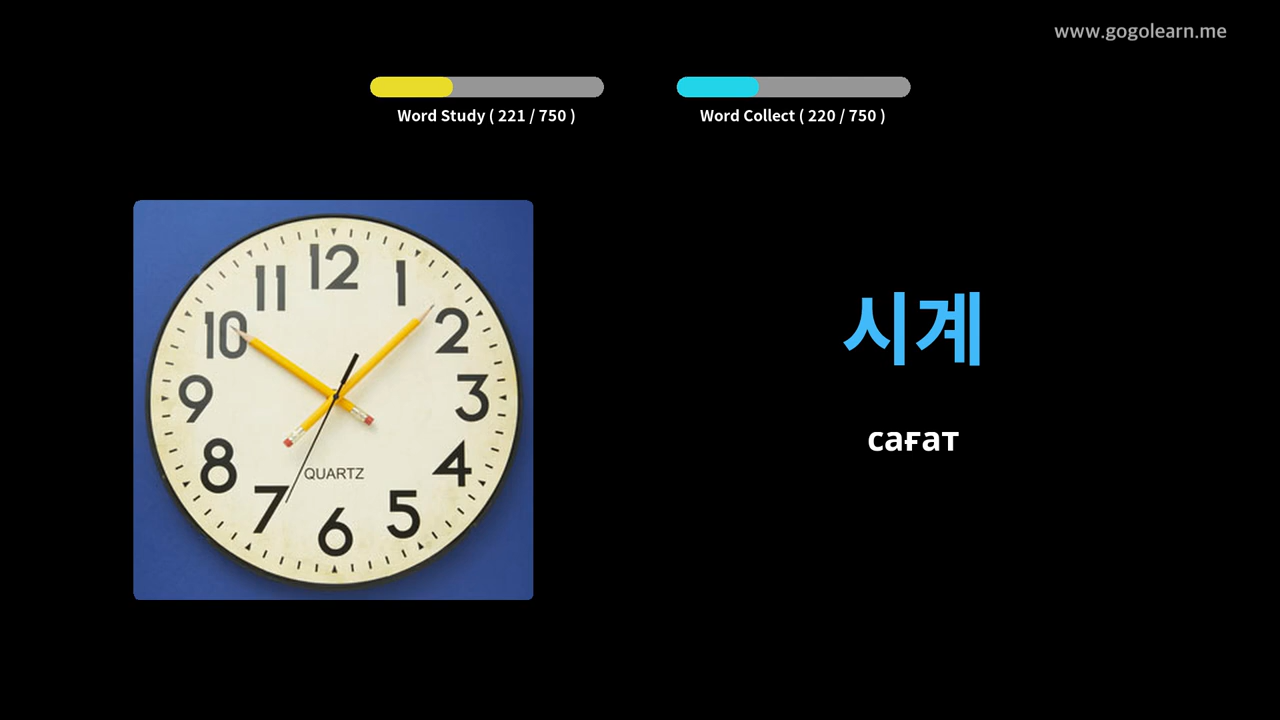 www.gogolearn.me
Word Study ( 221 / 750 )
Word Collect ( 220 / 750 )
12
11
1
10
2
9
3
8
4
QUARTZ
7
5
6
시계
сағат